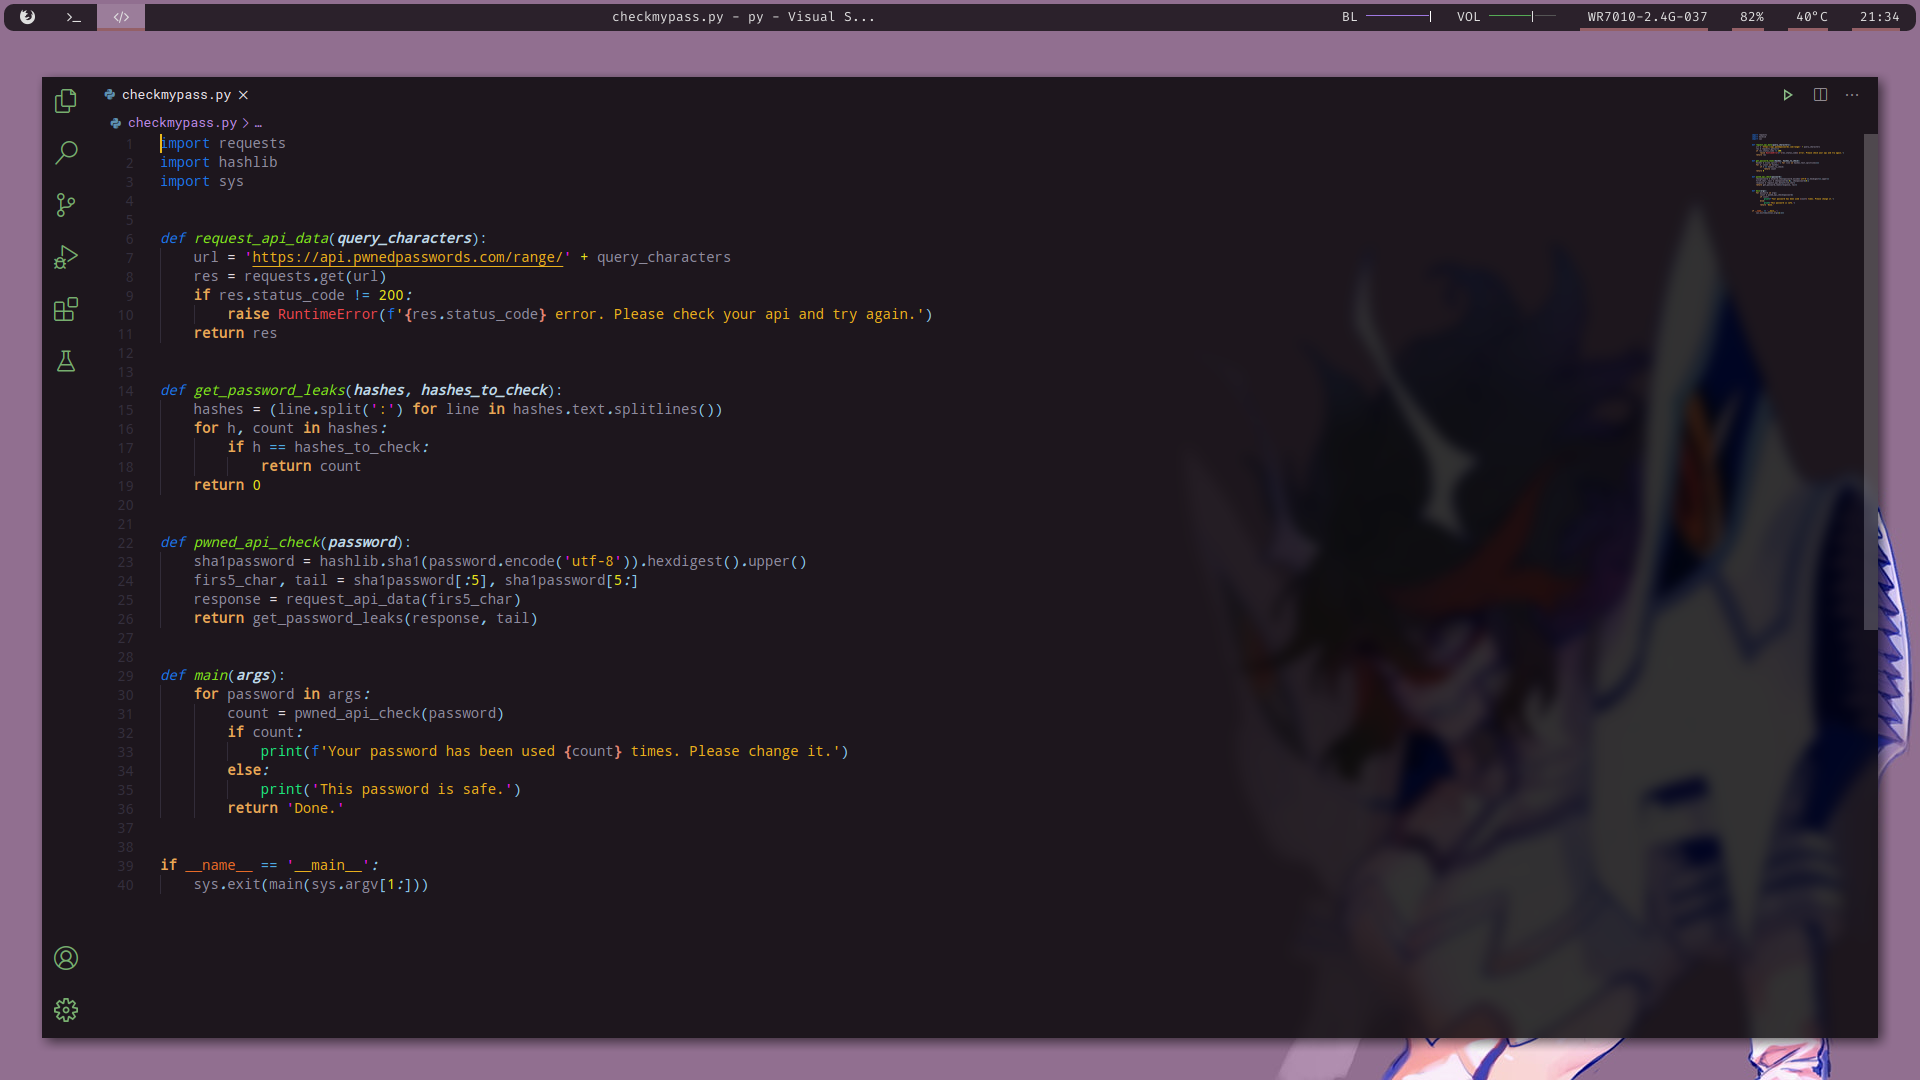 checkmypass.py - py - Visual S...
BL VOL WR7010-2.4G-037 82% 40°C 21:34
checkmypass.py
checkmypass.py > …
1 import requests
2 import hashlib
3 import sys
4
5
6 def request_api_data(query_characters):
7     url = 'https://api.pwnedpasswords.com/range/' + query_characters
8     res = requests.get(url)
9     if res.status_code != 200:
10         raise RuntimeError(f'{res.status_code} error. Please check your api and try again.')
11     return res
12
13
14 def get_password_leaks(hashes, hashes_to_check):
15     hashes = (line.split(':') for line in hashes.text.splitlines())
16     for h, count in hashes:
17         if h == hashes_to_check:
18             return count
19     return 0
20
21
22 def pwned_api_check(password):
23     sha1password = hashlib.sha1(password.encode('utf-8')).hexdigest().upper()
24     firs5_char, tail = sha1password[:5], sha1password[5:]
25     response = request_api_data(firs5_char)
26     return get_password_leaks(response, tail)
27
28
29 def main(args):
30     for password in args:
31         count = pwned_api_check(password)
32         if count:
33             print(f'Your password has been used {count} times. Please change it.')
34         else:
35             print('This password is safe.')
36         return 'Done.'
37
38
39 if __name__ == '__main__':
40     sys.exit(main(sys.argv[1:]))